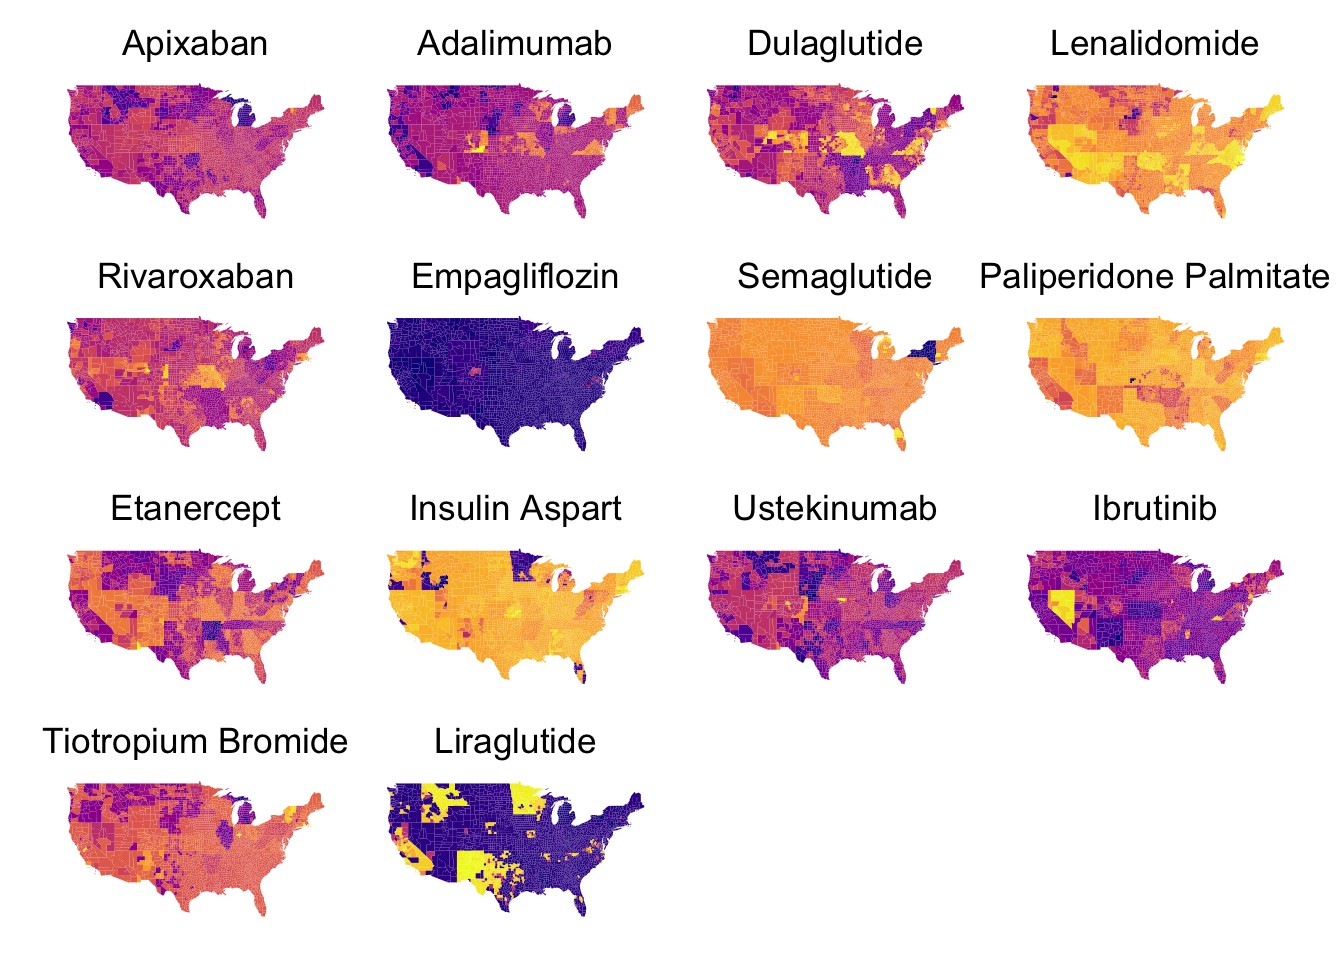 Apixaban
Adalimumab
Dulaglutide
Lenalidomide
Rivaroxaban
Empagliflozin
Semaglutide
Paliperidone Palmitate
Etanercept
Insulin Aspart
Ustekinumab
Ibrutinib
Tiotropium Bromide
Liraglutide